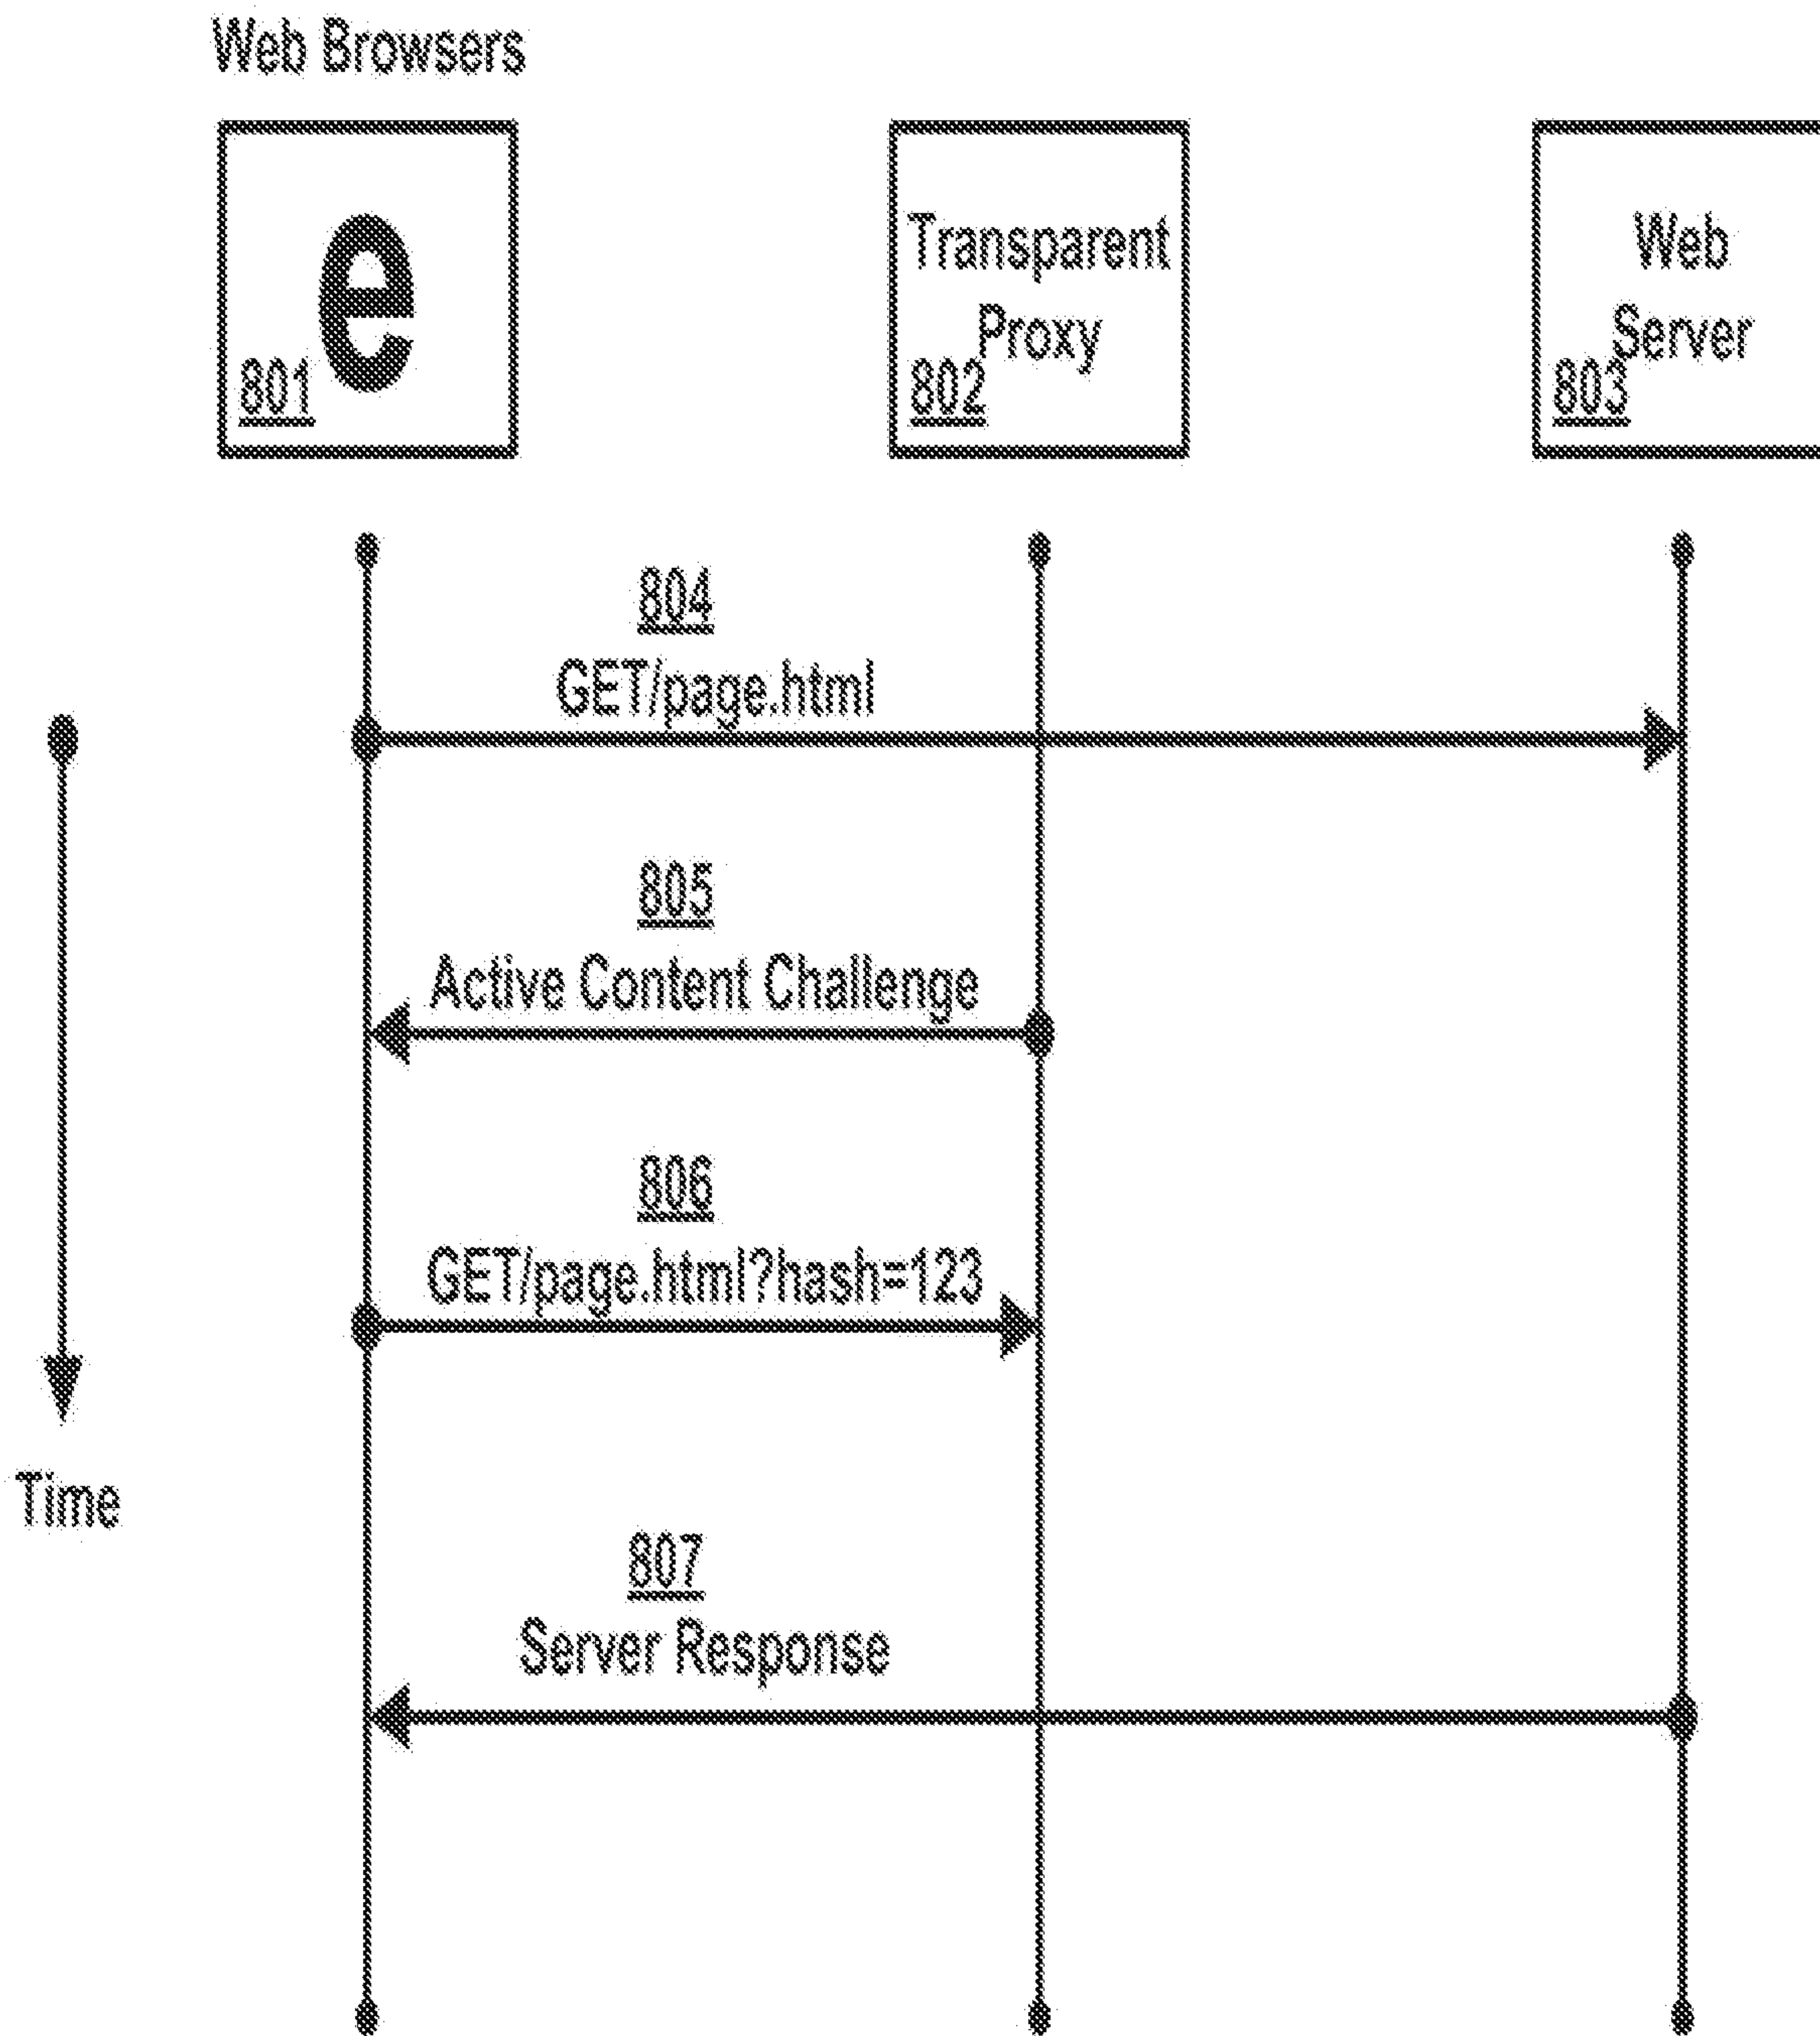 Web Browsers
e
801
Transparent
Proxy
802
Web
Server
803
804
GET/page.html
805
Active Content Challenge
806
GET/page.html?hash=123
Time
807
Server Response